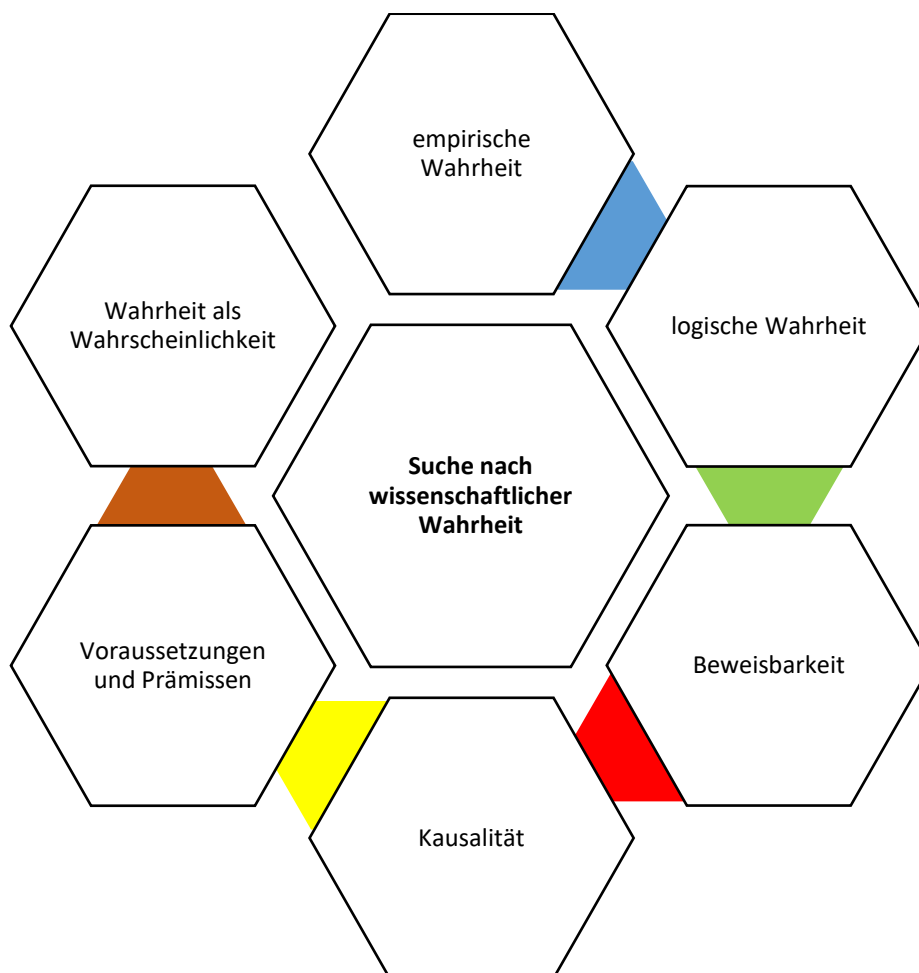 empirische
Wahrheit
Wahrheit als
Wahrscheinlichkeit
logische Wahrheit
Suche nach
wissenschaftlicher
Wahrheit
Voraussetzungen
und Prämissen
Beweisbarkeit
Kausalität